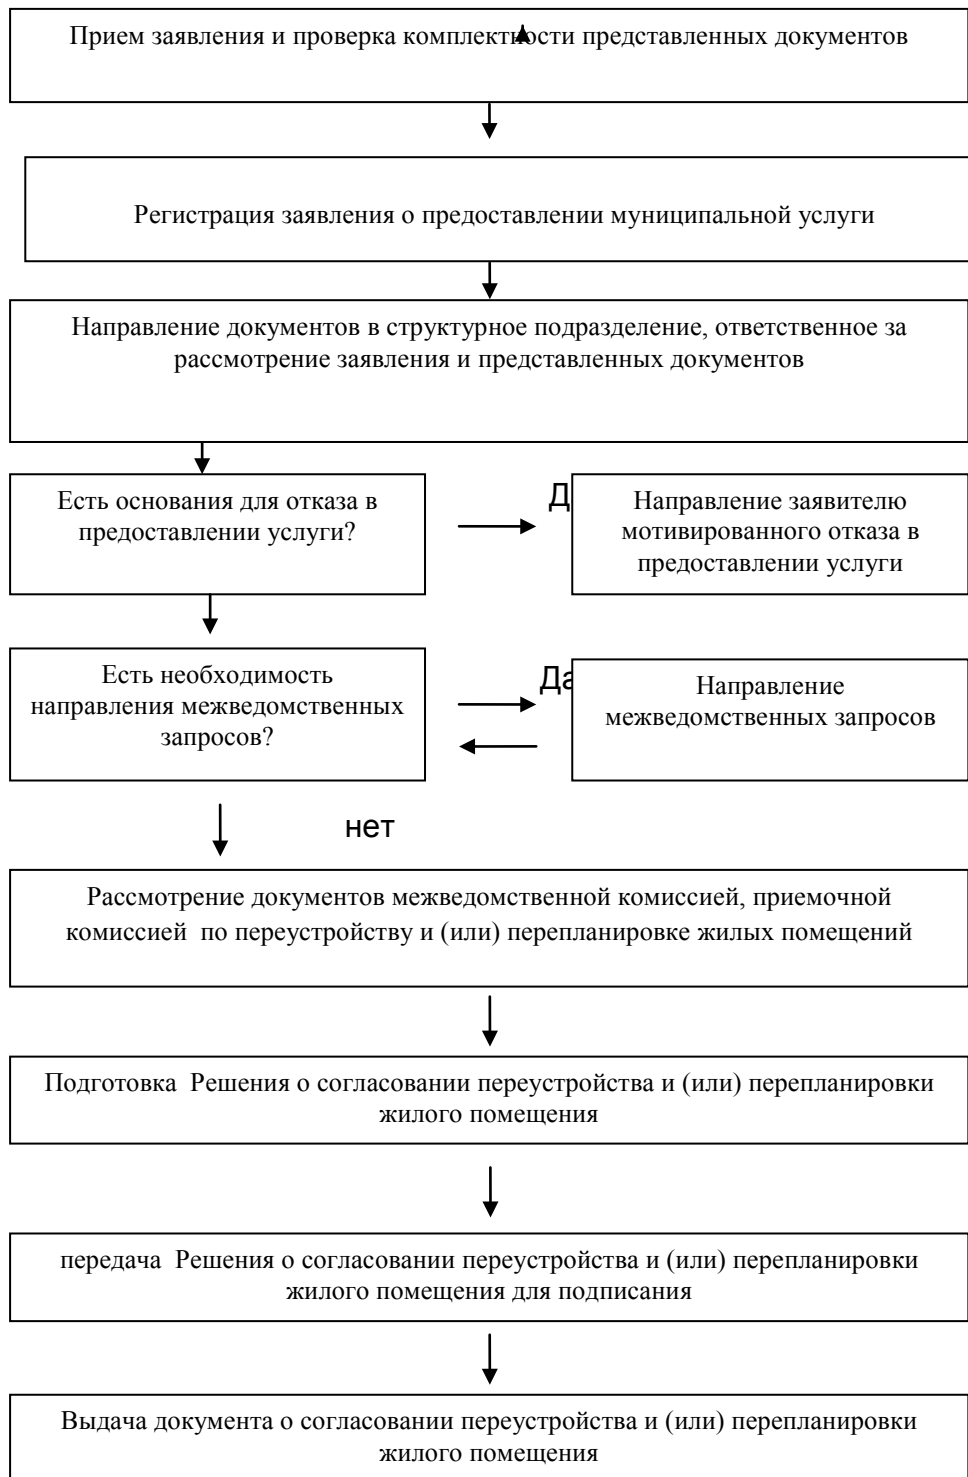 Прием заявления и проверка комплектности представленных документов
Регистрация заявления о предоставлении муниципальной услуги
Направление документов в структурное подразделение, ответственное за
рассмотрение заявления и представленных документов
Есть основания для отказа в
предоставлении услуги?
Направление заявителю
мотивированного отказа в
предоставлении услуги
Есть необходимость
направления межведомственных
запросов?
Да
Направление
межведомственных запросов
нет
Рассмотрение документов межведомственной комиссией, приемочной
комиссией по переустройству и (или) перепланировке жилых помещений
Подготовка Решения о согласовании переустройства и (или) перепланировки
жилого помещения
передача Решения о согласовании переустройства и (или) перепланировки
жилого помещения для подписания
Выдача документа о согласовании переустройства и (или) перепланировки
жилого помещения